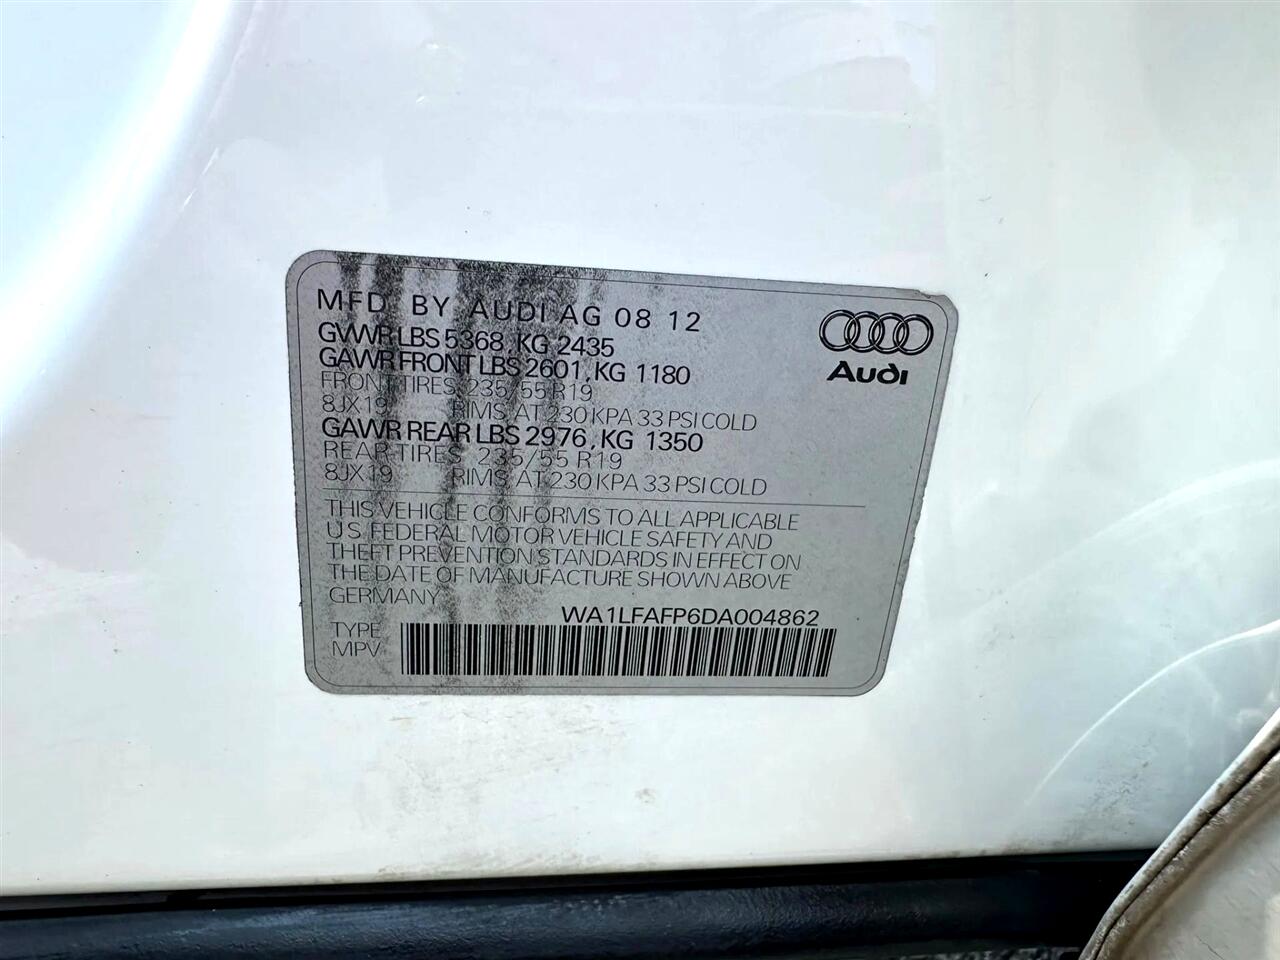 MFD BY AUDI AG 08 12
GVWR LBS 5368, KG 2435
GAWR FRONT LBS 2601, KG 1180
FRONT TIRES 235/55 R19
8JX19 RIMS, AT 230 KPA 33 PSI COLD
GAWR REAR LBS 2976, KG 1350
REAR TIRES 235/55 R19
8JX19 RIMS, AT 230 KPA 33 PSI COLD
THIS VEHICLE CONFORMS TO ALL APPLICABLE
U.S. FEDERAL MOTOR VEHICLE SAFETY AND
THEFT PREVENTION STANDARDS IN EFFECT ON
THE DATE OF MANUFACTURE SHOWN ABOVE
GERMANY
WA1LFAFP6DA004862
TYPE
MPV
Audi